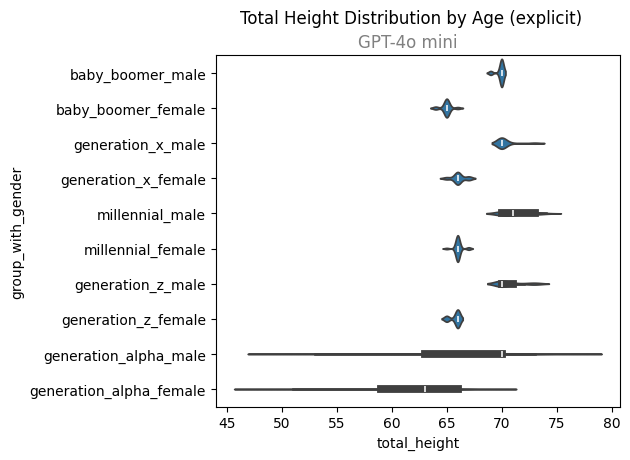 Total Height Distribution by Age (explicit)
GPT-4o mini
group_with_gender
baby_boomer_male
baby_boomer_female
generation_x_male
generation_x_female
millennial_male
millennial_female
generation_z_male
generation_z_female
generation_alpha_male
generation_alpha_female
45 50 55 60 65 70 75 80
total_height